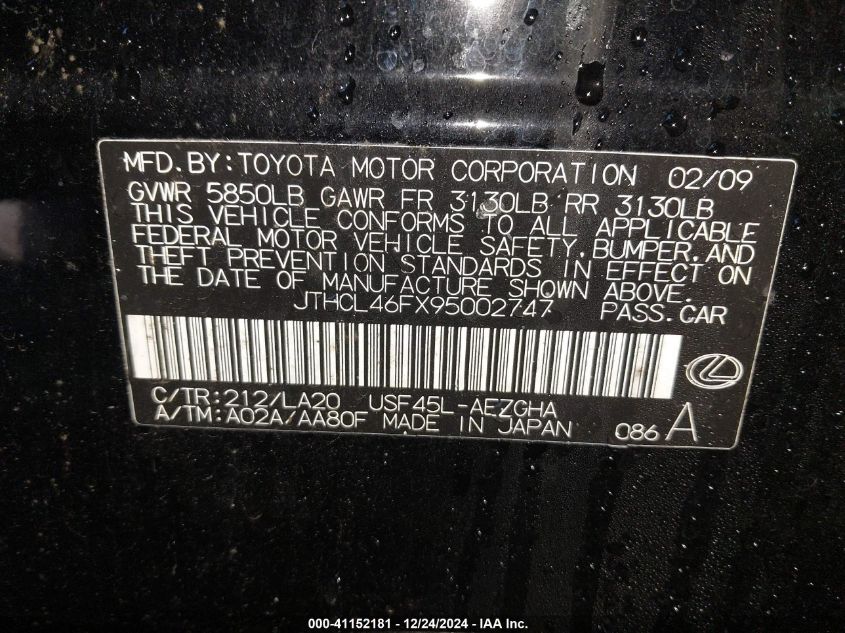 MFD.BY:TOYOTA MOTOR CORPORATION 02/09
GVWR 5850LB GAWR FR 3130LB RR 3130LB
THIS VEHICLE CONFORMS TO ALL APPLICABLE
FEDERAL MOTOR VEHICLE SAFETY,BUMPER,AND
THEFT PREVENTION STANDARDS IN EFFECT ON
THE DATE OF MANUFACTURE SHOWN ABOVE.
JTHCL46FX95002747 PASS.CAR
C/TR:212/LA20 USF45L-AEZGHA
A/TM:A02A/AA80F MADE IN JAPAN 086 A
000-41152181 - 12/24/2024 - IAA Inc.